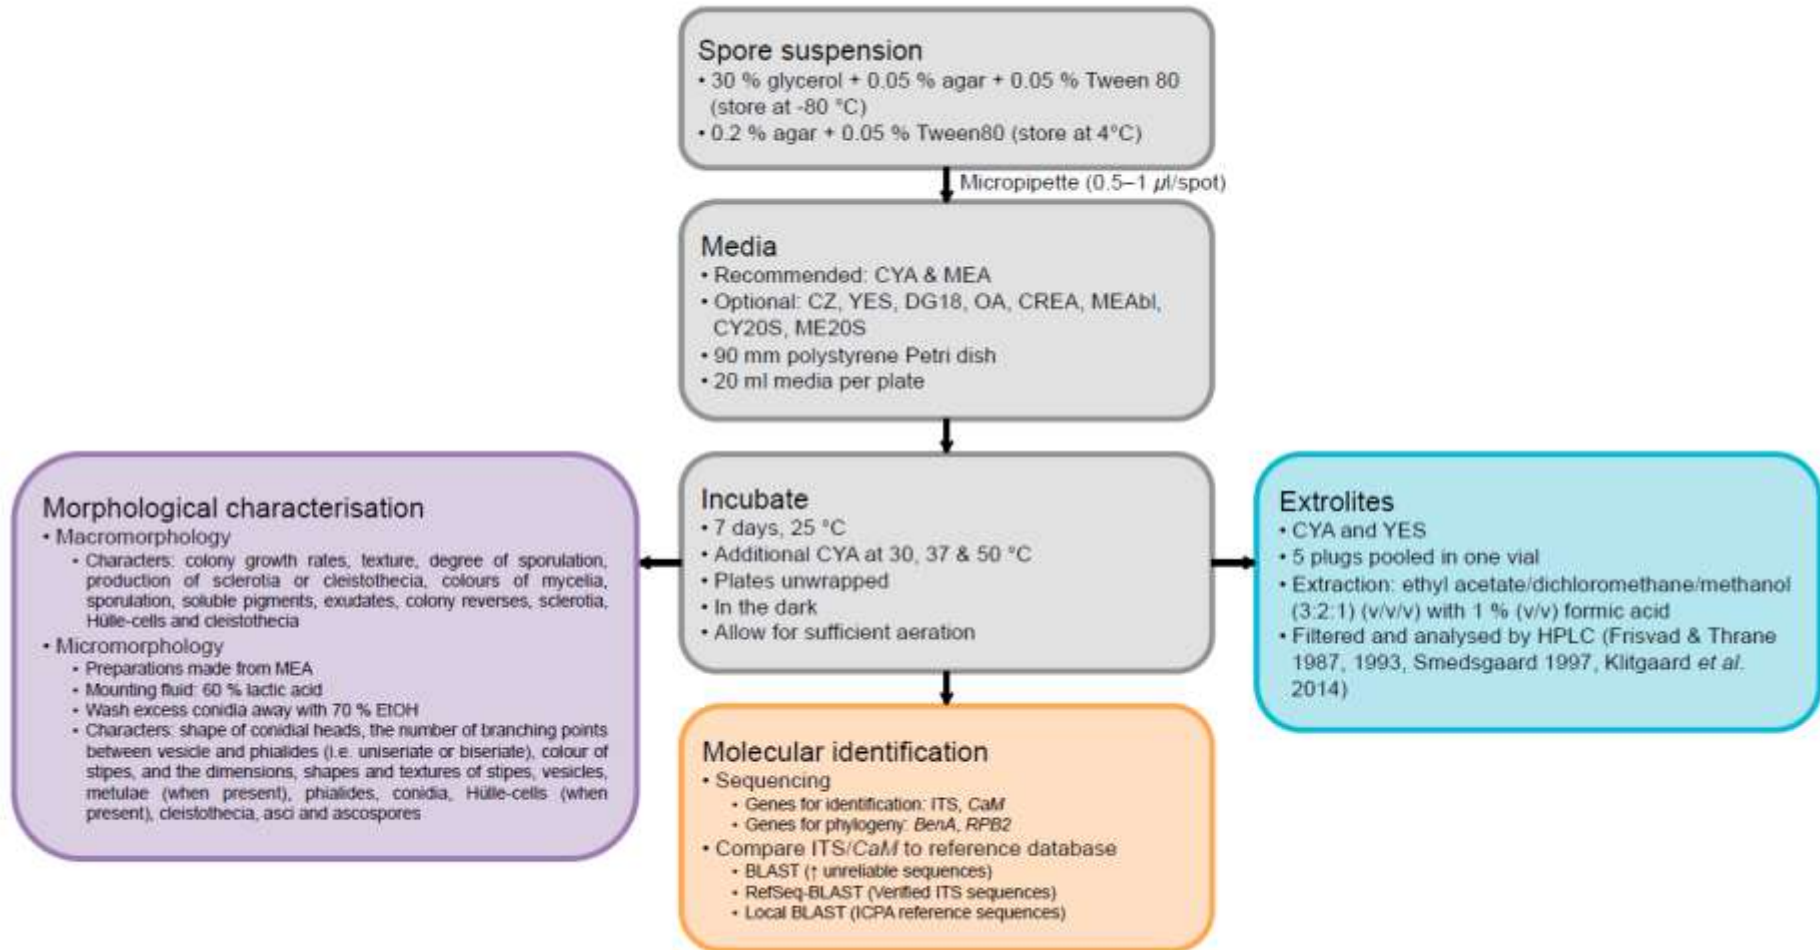 Spore suspension
• 30 % glycerol + 0.05 % agar + 0.05 % Tween 80
(store at -80 °C)
• 0.2 % agar + 0.05 % Tween80 (store at 4°C)
Micropipette (0.5–1 µl/spot)
Media
• Recommended: CYA & MEA
• Optional: CZ, YES, DG18, OA, CREA, MEAbl,
CY20S, ME20S
• 90 mm polystyrene Petri dish
• 20 ml media per plate
Incubate
• 7 days, 25 °C
• Additional CYA at 30, 37 & 50 °C
• Plates unwrapped
• In the dark
• Allow for sufficient aeration
Morphological characterisation
• Macromorphology
• Characters: colony growth rates, texture, degree of sporulation,
production of sclerotia or cleistothecia, colours of mycelia,
sporulation, soluble pigments, exudates, colony reverses, sclerotia,
Hülle-cells and cleistothecia
• Micromorphology
• Preparations made from MEA
• Mounting fluid: 60 % lactic acid
• Wash excess conidia away with 70 % EtOH
• Characters: shape of conidial heads, the number of branching points
between vesicle and phialides (i.e. uniseriate or biseriate), colour of
stipes, and the dimensions, shapes and textures of stipes, vesicles,
metulae (when present), phialides, conidia, Hülle-cells (when
present), cleistothecia, asci and ascospores
Extrolites
• CYA and YES
• 5 plugs pooled in one vial
• Extraction: ethyl acetate/dichloromethane/methanol
(3:2:1) (v/v/v) with 1 % (v/v) formic acid
• Filtered and analysed by HPLC (Frisvad & Thrane
1987, 1993, Smedsgaard 1997, Klitgaard et al.
2014)
Molecular identification
• Sequencing
• Genes for identification: ITS, CaM
• Genes for phylogeny: BenA, RPB2
• Compare ITS/CaM to reference database
• BLAST (↑ unreliable sequences)
• RefSeq-BLAST (Verified ITS sequences)
• Local BLAST (ICPA reference sequences)